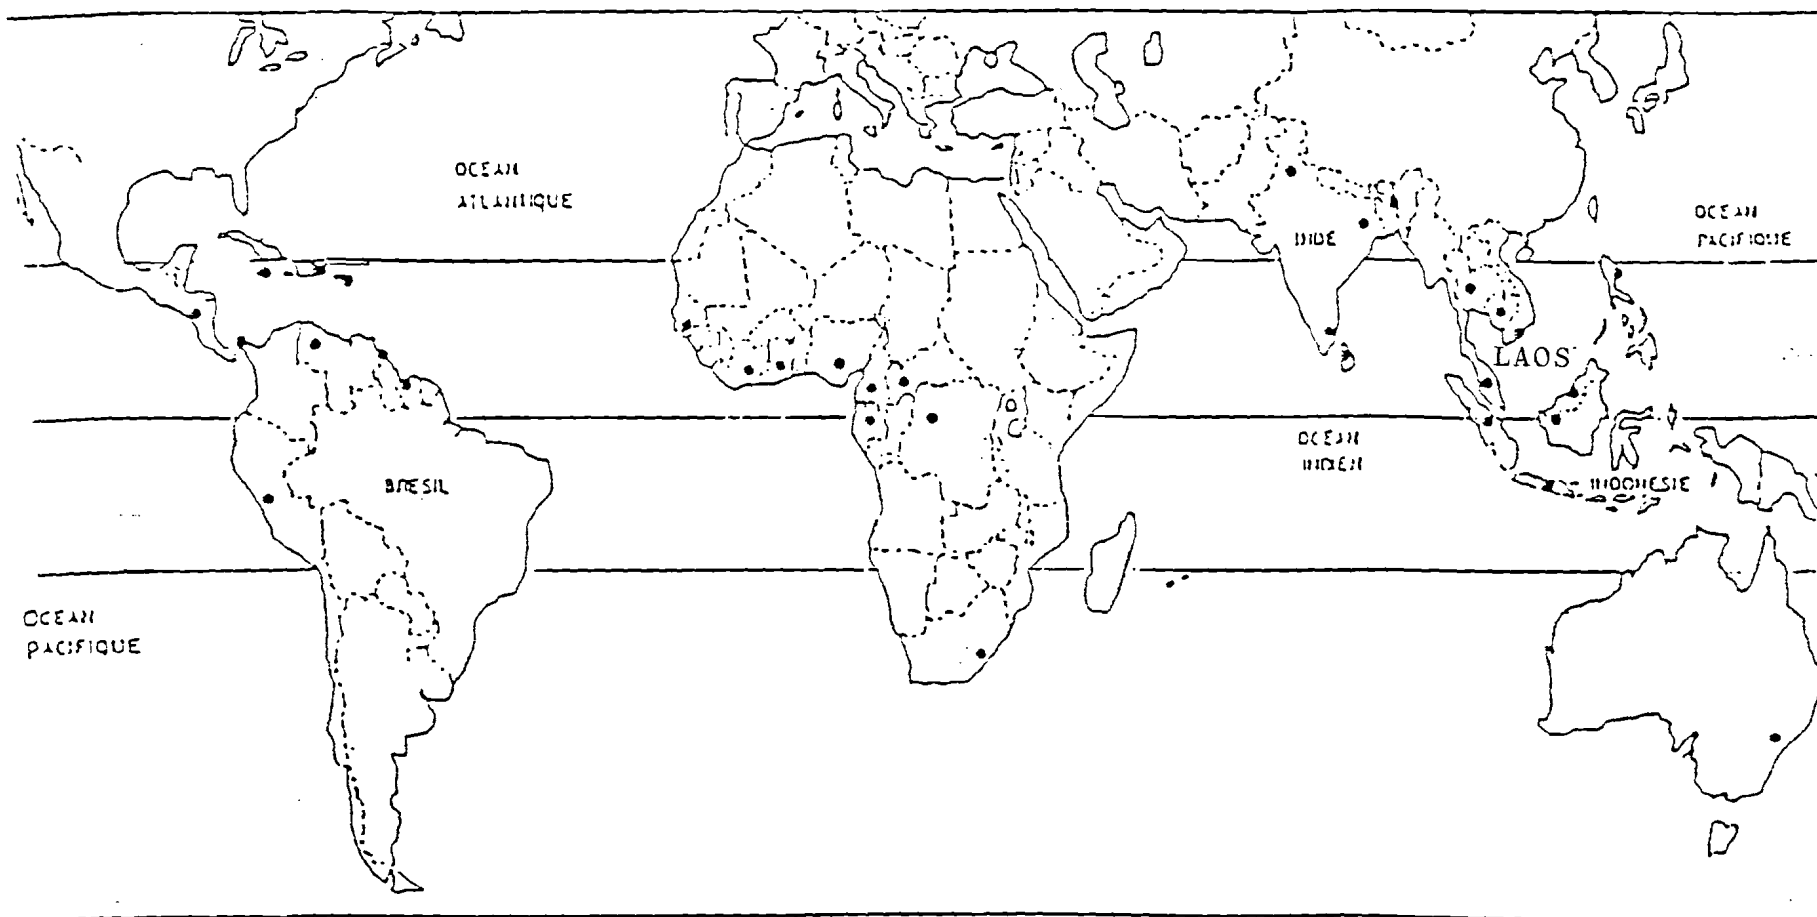 OCEAN
ATLANTIQUE
INDE
OCEAN
PACIFIQUE
LAOS
OCEAN
INDIEN
BRESIL
INDONESIE
OCEAN
PACIFIQUE